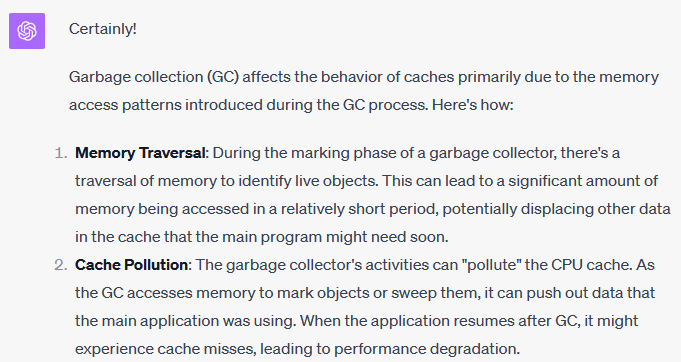 Certainly!
Garbage collection (GC) affects the behavior of caches primarily due to the memory
access patterns introduced during the GC process. Here's how:
1. Memory Traversal: During the marking phase of a garbage collector, there's a
traversal of memory to identify live objects. This can lead to a significant amount of
memory being accessed in a relatively short period, potentially displacing other data
in the cache that the main program might need soon.
2. Cache Pollution: The garbage collector's activities can "pollute" the CPU cache. As
the GC accesses memory to mark objects or sweep them, it can push out data that
the main application was using. When the application resumes after GC, it might
experience cache misses, leading to performance degradation.